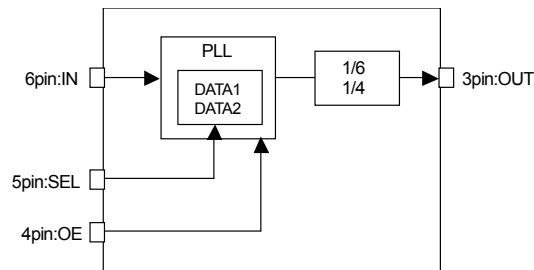 PLL
6pin:IN
DATA1
DATA2
1/6
1/4
3pin:OUT
5pin:SEL
4pin:OE